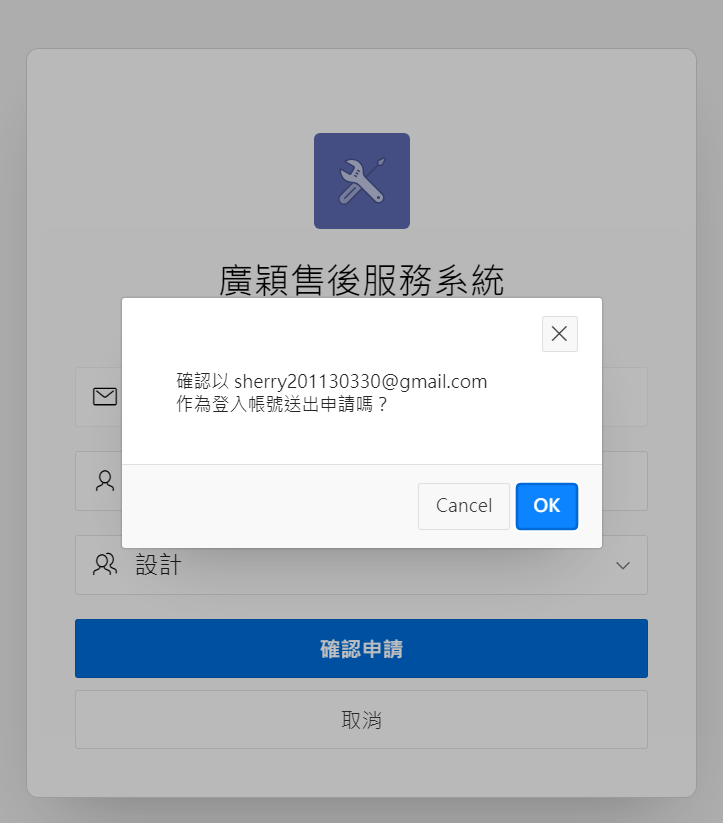 廣穎售後服務系統
確認以 sherry201130330@gmail.com
作為登入帳號送出申請嗎？
Cancel
OK
設計
確認申請
取消